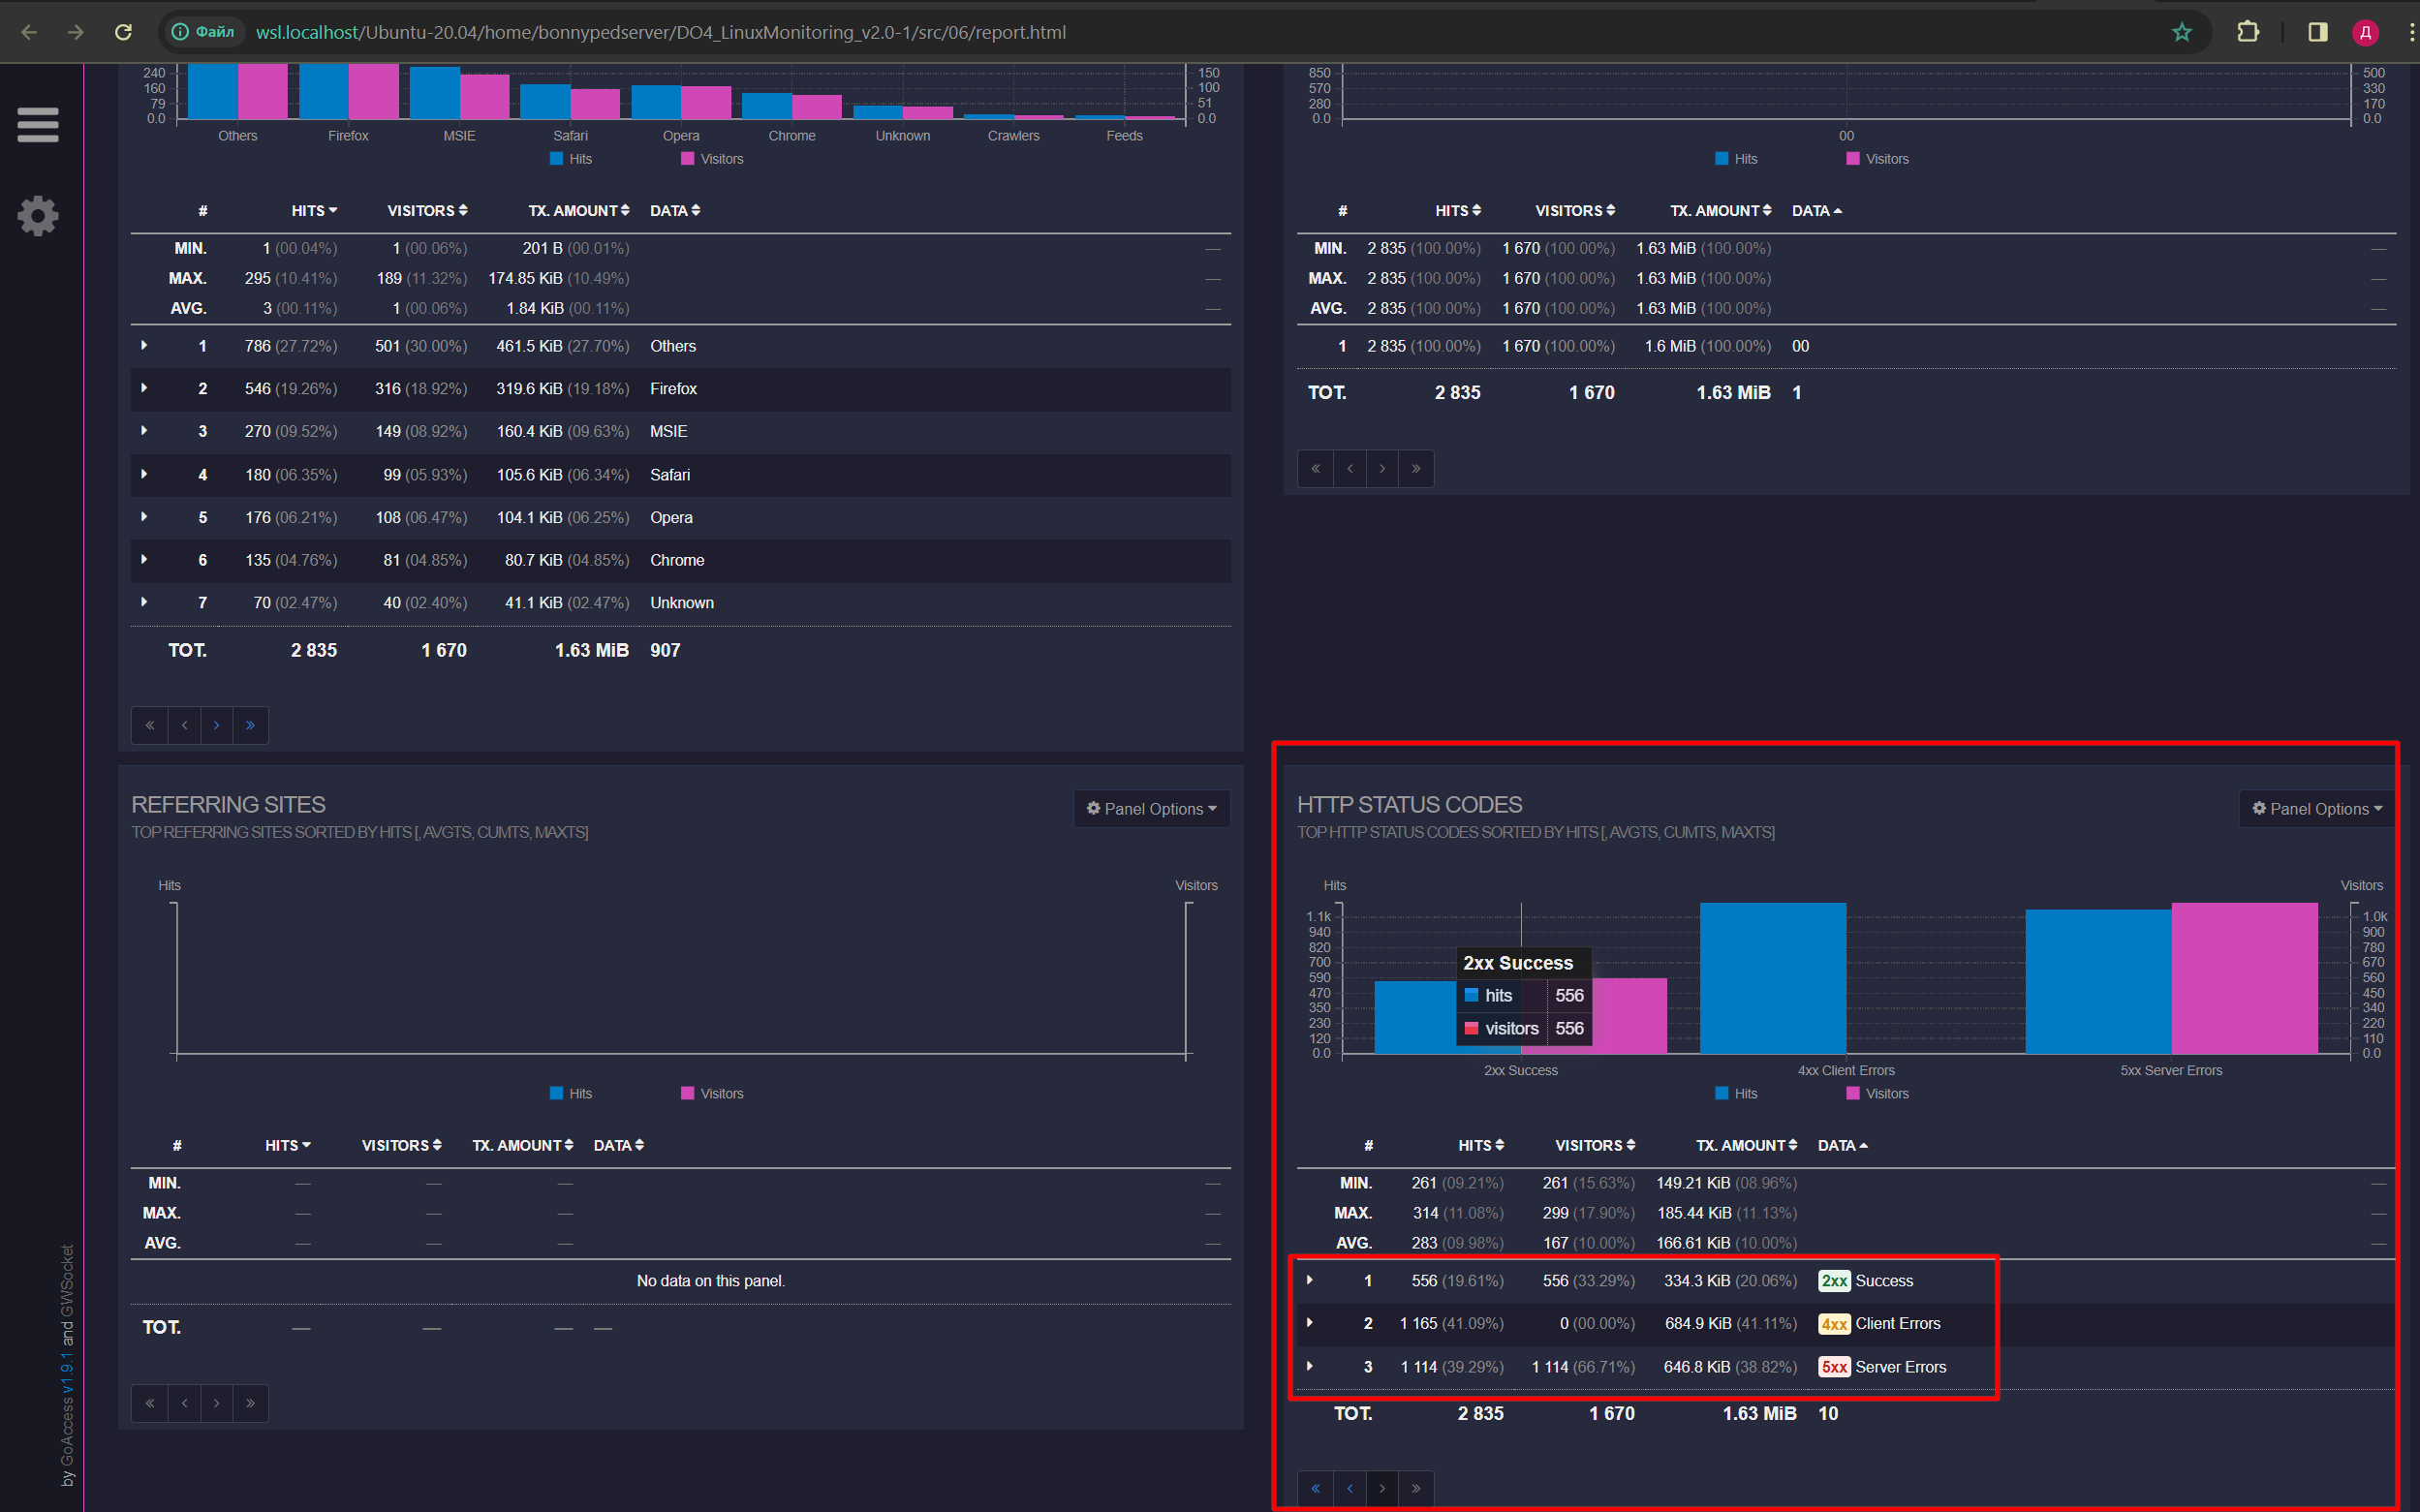 Файл wsl.localhost/Ubuntu-20.04/home/bonnypedserver/DO4_LinuxMonitoring_v2.0-1/src/06/report.html
Д
240 150
160 100
79 51
0.0 0.0
Others Firefox MSIE Safari Opera Chrome Unknown Crawlers Feeds
Hits Visitors
# HITS VISITORS TX. AMOUNT DATA
MIN. 1 (00.04%) 1 (00.06%) 201 B (00.01%) —
MAX. 295 (10.41%) 189 (11.32%) 174.85 KiB (10.49%) —
AVG. 3 (00.11%) 1 (00.06%) 1.84 KiB (00.11%) —
1 786 (27.72%) 501 (30.00%) 461.5 KiB (27.70%) Others
2 546 (19.26%) 316 (18.92%) 319.6 KiB (19.18%) Firefox
3 270 (09.52%) 149 (08.92%) 160.4 KiB (09.63%) MSIE
4 180 (06.35%) 99 (05.93%) 105.6 KiB (06.34%) Safari
5 176 (06.21%) 108 (06.47%) 104.1 KiB (06.25%) Opera
6 135 (04.76%) 81 (04.85%) 80.7 KiB (04.85%) Chrome
7 70 (02.47%) 40 (02.40%) 41.1 KiB (02.47%) Unknown
TOT. 2 835 1 670 1.63 MiB 907
« ‹ › »
850 500
570 330
280 170
0.0 0.0
00
Hits Visitors
# HITS VISITORS TX. AMOUNT DATA
MIN. 2 835 (100.00%) 1 670 (100.00%) 1.63 MiB (100.00%) —
MAX. 2 835 (100.00%) 1 670 (100.00%) 1.63 MiB (100.00%) —
AVG. 2 835 (100.00%) 1 670 (100.00%) 1.63 MiB (100.00%) —
1 2 835 (100.00%) 1 670 (100.00%) 1.6 MiB (100.00%) 00
TOT. 2 835 1 670 1.63 MiB 1
« ‹ › »
REFERRING SITES
Panel Options
TOP REFERRING SITES SORTED BY HITS [, AVGTS, CUMTS, MAXTS]
Hits Visitors
Hits Visitors
# HITS VISITORS TX. AMOUNT DATA
MIN. — — — —
MAX. — — — —
AVG. — — — —
No data on this panel.
TOT. — — — —
« ‹ › »
HTTP STATUS CODES
Panel Options
TOP HTTP STATUS CODES SORTED BY HITS [, AVGTS, CUMTS, MAXTS]
Hits Visitors
1.1k 1.0k
940 900
820 780
700 670
590 560
470 450
350 340
230 220
120 110
0.0 0.0
2xx Success
hits 556
visitors 556
2xx Success 4xx Client Errors 5xx Server Errors
Hits Visitors
# HITS VISITORS TX. AMOUNT DATA
MIN. 261 (09.21%) 261 (15.63%) 149.21 KiB (08.96%) —
MAX. 314 (11.08%) 299 (17.90%) 185.44 KiB (11.13%) —
AVG. 283 (09.98%) 167 (10.00%) 166.61 KiB (10.00%) —
1 556 (19.61%) 556 (33.29%) 334.3 KiB (20.06%) 2xx Success
2 1 165 (41.09%) 0 (00.00%) 684.9 KiB (41.11%) 4xx Client Errors
3 1 114 (39.29%) 1 114 (66.71%) 646.8 KiB (38.82%) 5xx Server Errors
TOT. 2 835 1 670 1.63 MiB 10
« ‹ › »
by GoAccess v1.9.1 and GWSocket